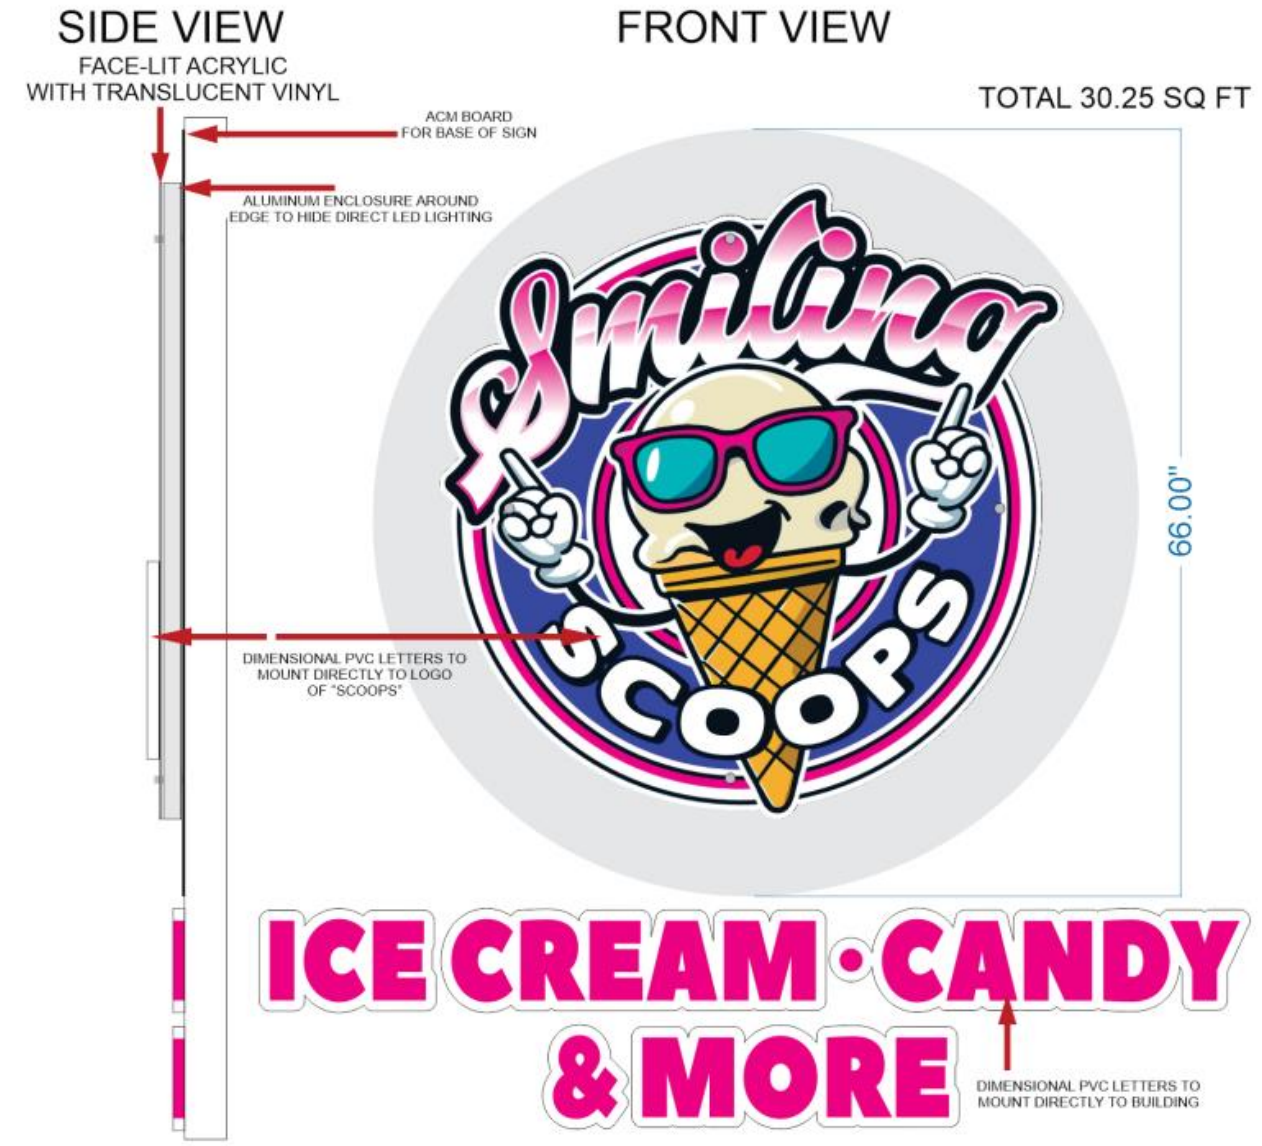 SIDE VIEW
FACE-LIT ACRYLIC
WITH TRANSLUCENT VINYL
FRONT VIEW
TOTAL 30.25 SQ FT
ACM BOARD
FOR BASE OF SIGN
ALUMINUM ENCLOSURE AROUND
EDGE TO HIDE DIRECT LED LIGHTING
Smiling
SCOOPS
66.00"
DIMENSIONAL PVC LETTERS TO
MOUNT DIRECTLY TO LOGO
OF "SCOOPS"
ICE CREAM • CANDY
& MORE
DIMENSIONAL PVC LETTERS TO
MOUNT DIRECTLY TO BUILDING